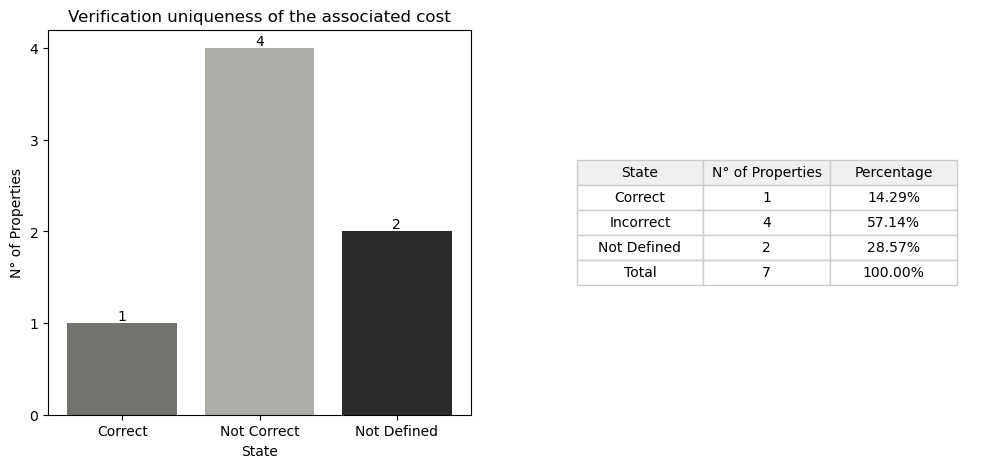 Verification uniqueness of the associated cost
4
3
2
1
0
N° of Properties
1
4
2
Correct Not Correct Not Defined
State
State N° of Properties Percentage
Correct 1 14.29%
Incorrect 4 57.14%
Not Defined 2 28.57%
Total 7 100.00%